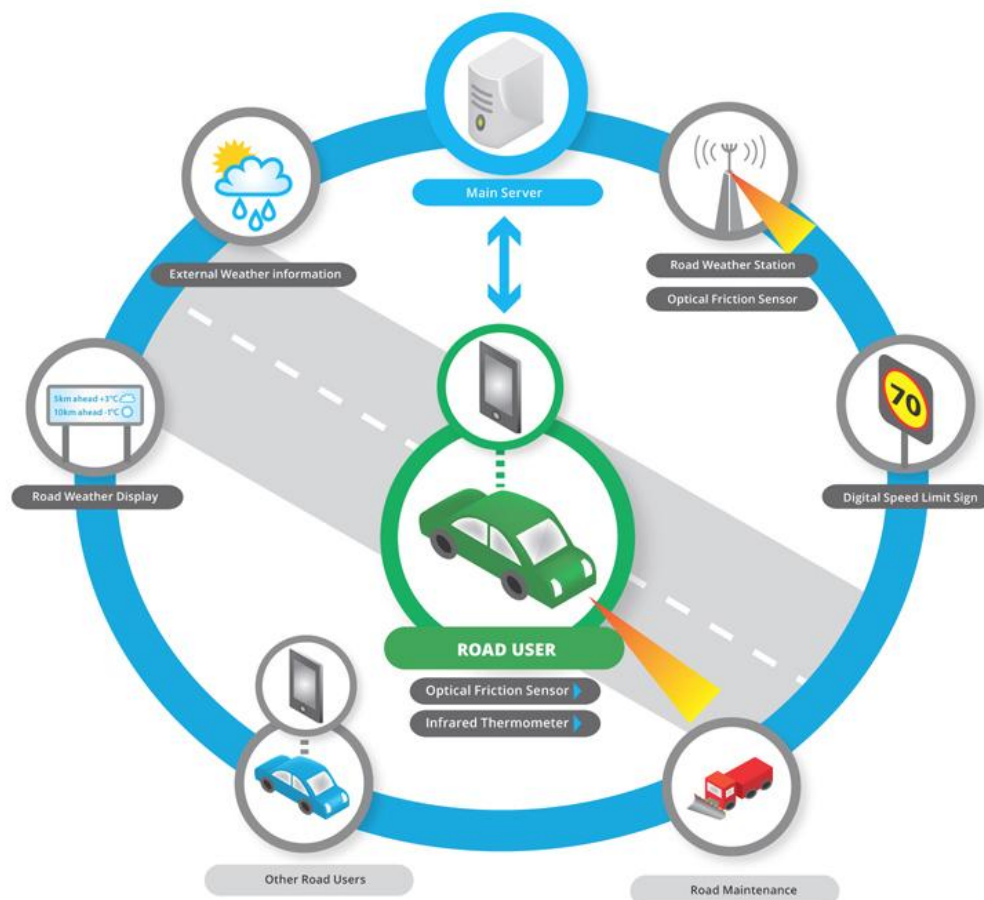 Main Server
External Weather information
Road Weather Station
Optical Friction Sensor
70
5km ahead +3°C
10km ahead -1°C
Road Weather Display
Digital Speed Limit Sign
ROAD USER
Optical Friction Sensor
Infrared Thermometer
Other Road Users
Road Maintenance